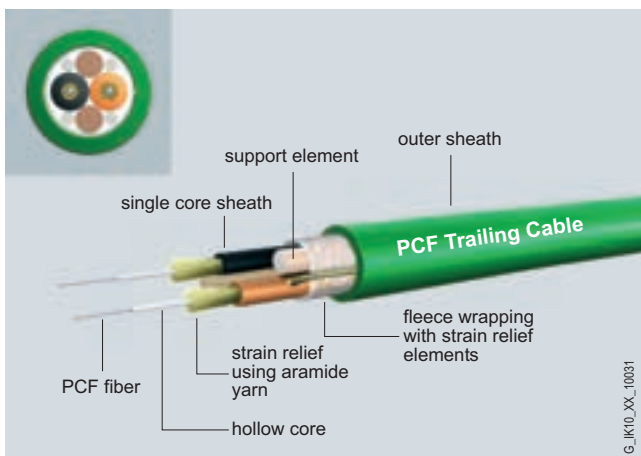 outer sheath
support element
single core sheath
PCF Trailing Cable
fleece wrapping
with strain relief
elements
strain relief
using aramide
yarn
PCF fiber
hollow core
G_IK10_XX_10031